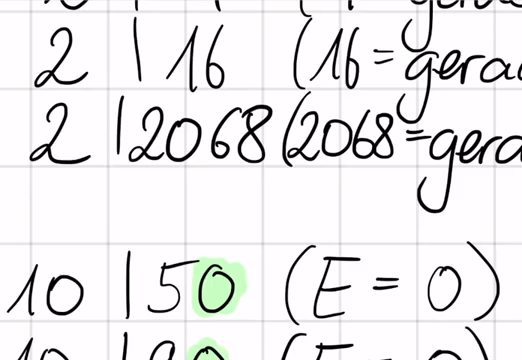 2 | 16 (16 = gera
2 | 2068 (2068 = gera
10 | 50 (E = 0)